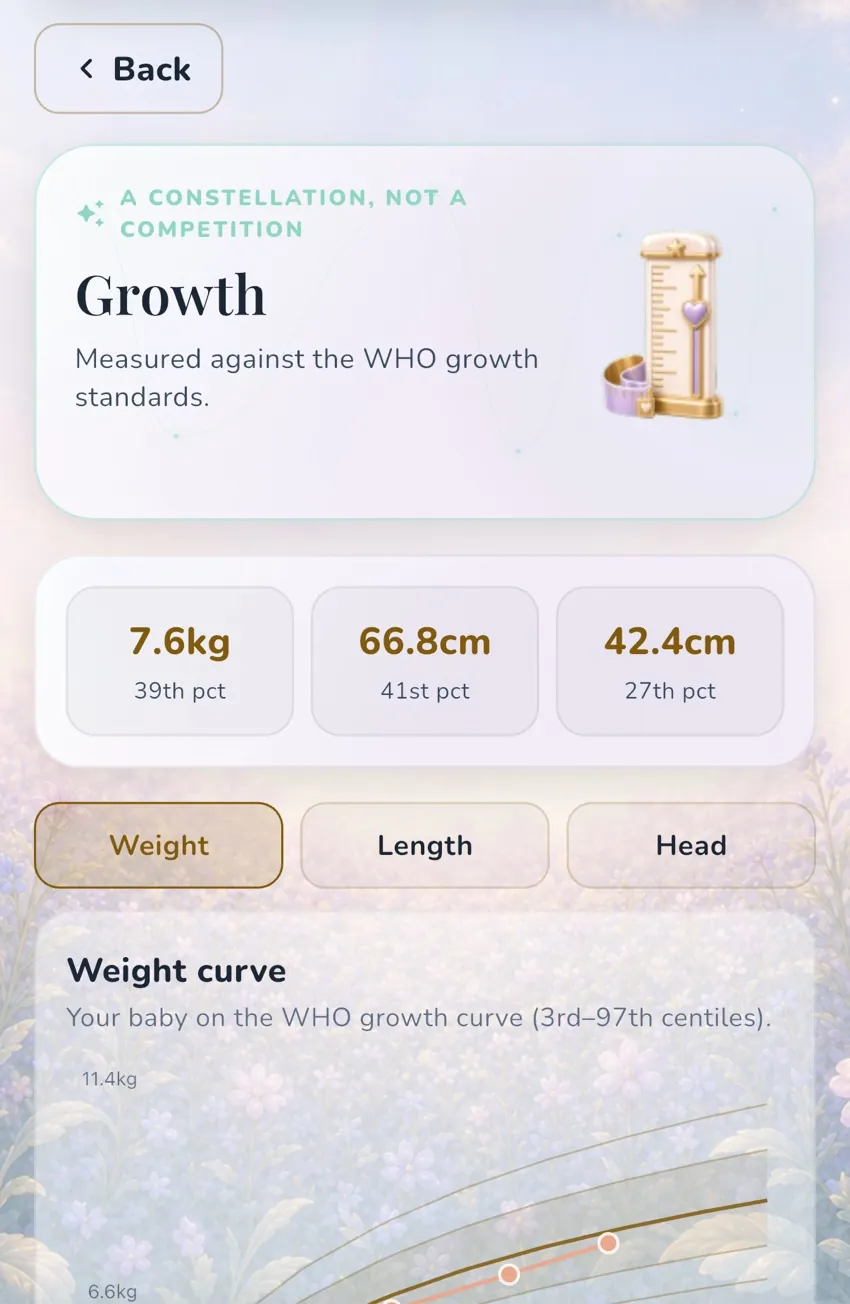 Back
A CONSTELLATION, NOT A
COMPETITION
Growth
Measured against the WHO growth
standards.
7.6kg
39th pct
66.8cm
41st pct
42.4cm
27th pct
Weight
Length
Head
Weight curve
Your baby on the WHO growth curve (3rd–97th centiles).
11.4kg
6.6kg